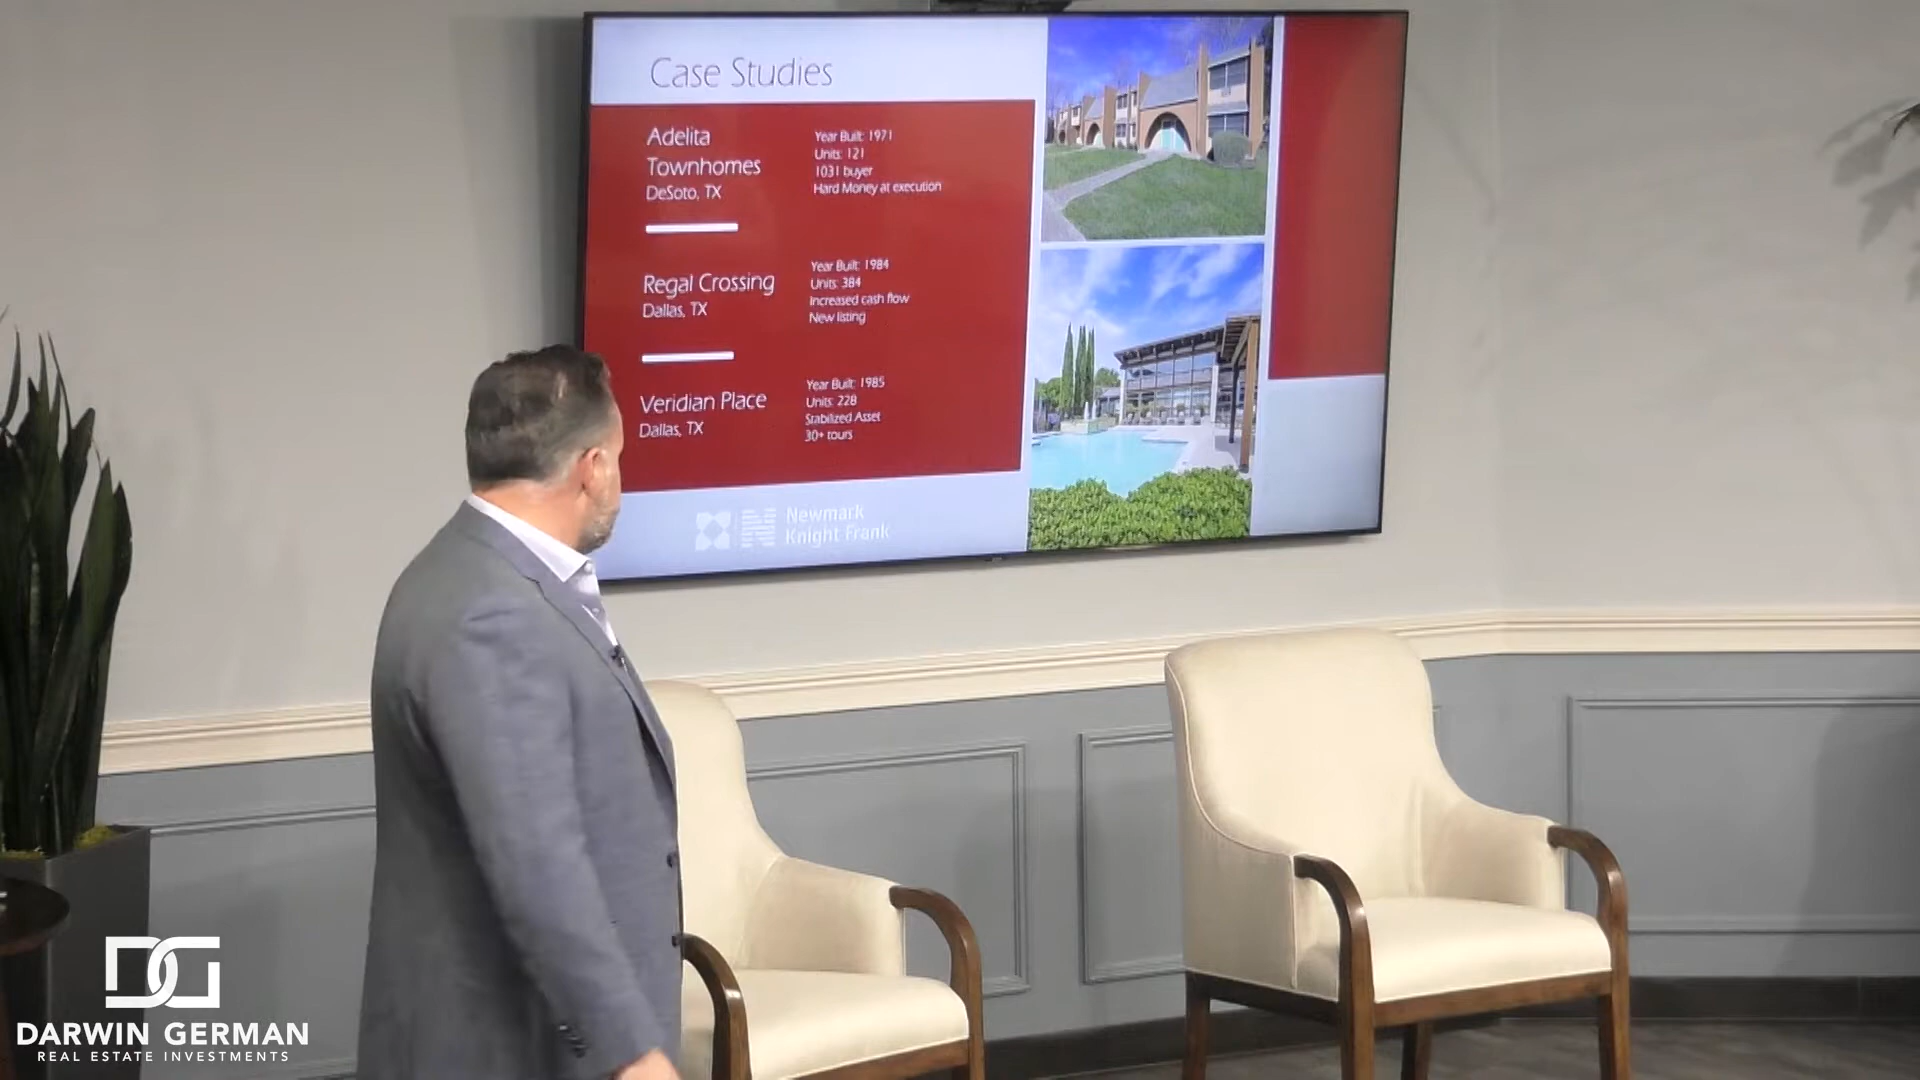 Case Studies
Adelita
Townhomes
DeSoto, TX
Year Built: 1971
Units: 121
1031 buyer
Hard Money at execution
Regal Crossing
Dallas, TX
Year Built: 1984
Units: 384
Increased cash flow
New listing
Veridian Place
Dallas, TX
Year Built: 1985
Units: 228
Stabilized Asset
30+ tours
Newmark
Knight Frank
DG
DARWIN GERMAN
REAL ESTATE INVESTMENTS